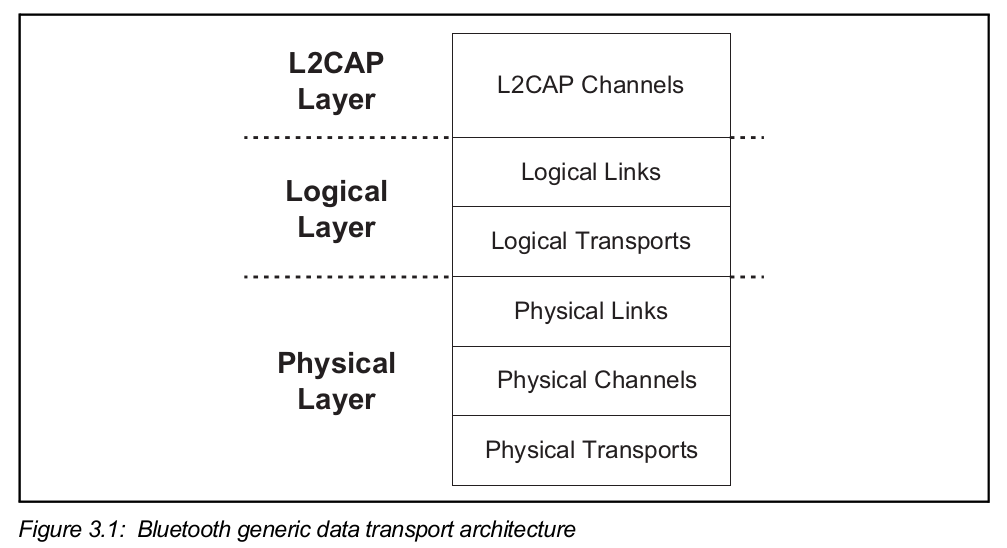 L2CAP
Layer
L2CAP Channels
Logical
Layer
Logical Links
Logical Transports
Physical
Layer
Physical Links
Physical Channels
Physical Transports
Figure 3.1: Bluetooth generic data transport architecture